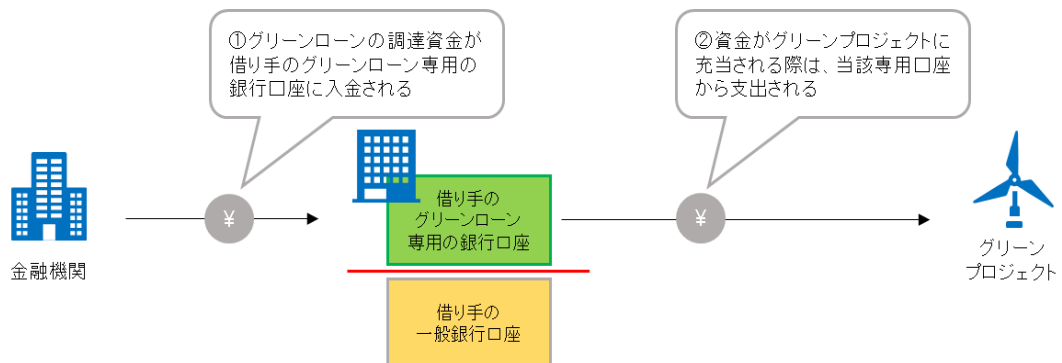 ①グリーンローンの調達資金が
借り手のグリーンローン専用の
銀行口座に入金される
②資金がグリーンプロジェクトに
充当される際は、当該専用口座
から支出される
金融機関
¥
借り手の
グリーンローン
専用の銀行口座
¥
グリーン
プロジェクト
借り手の
一般銀行口座